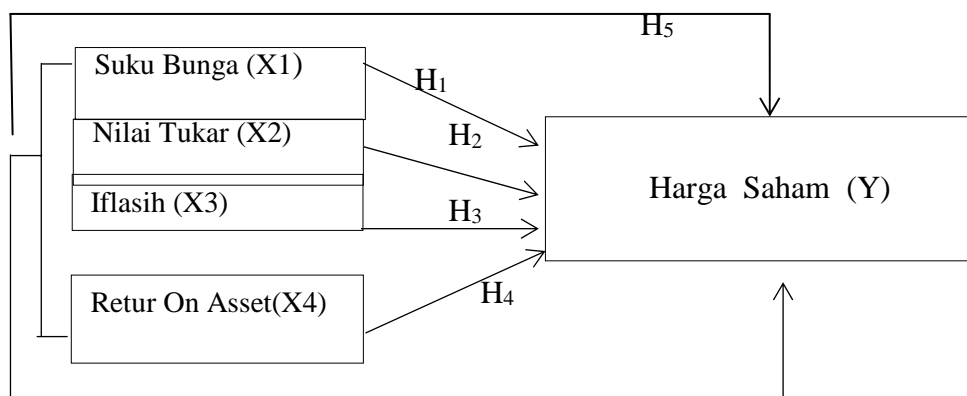 H5
Suku Bunga (X1)
H1
Nilai Tukar (X2)
H2
Harga Saham (Y)
Iflasih (X3)
H3
Retur On Asset(X4)
H4